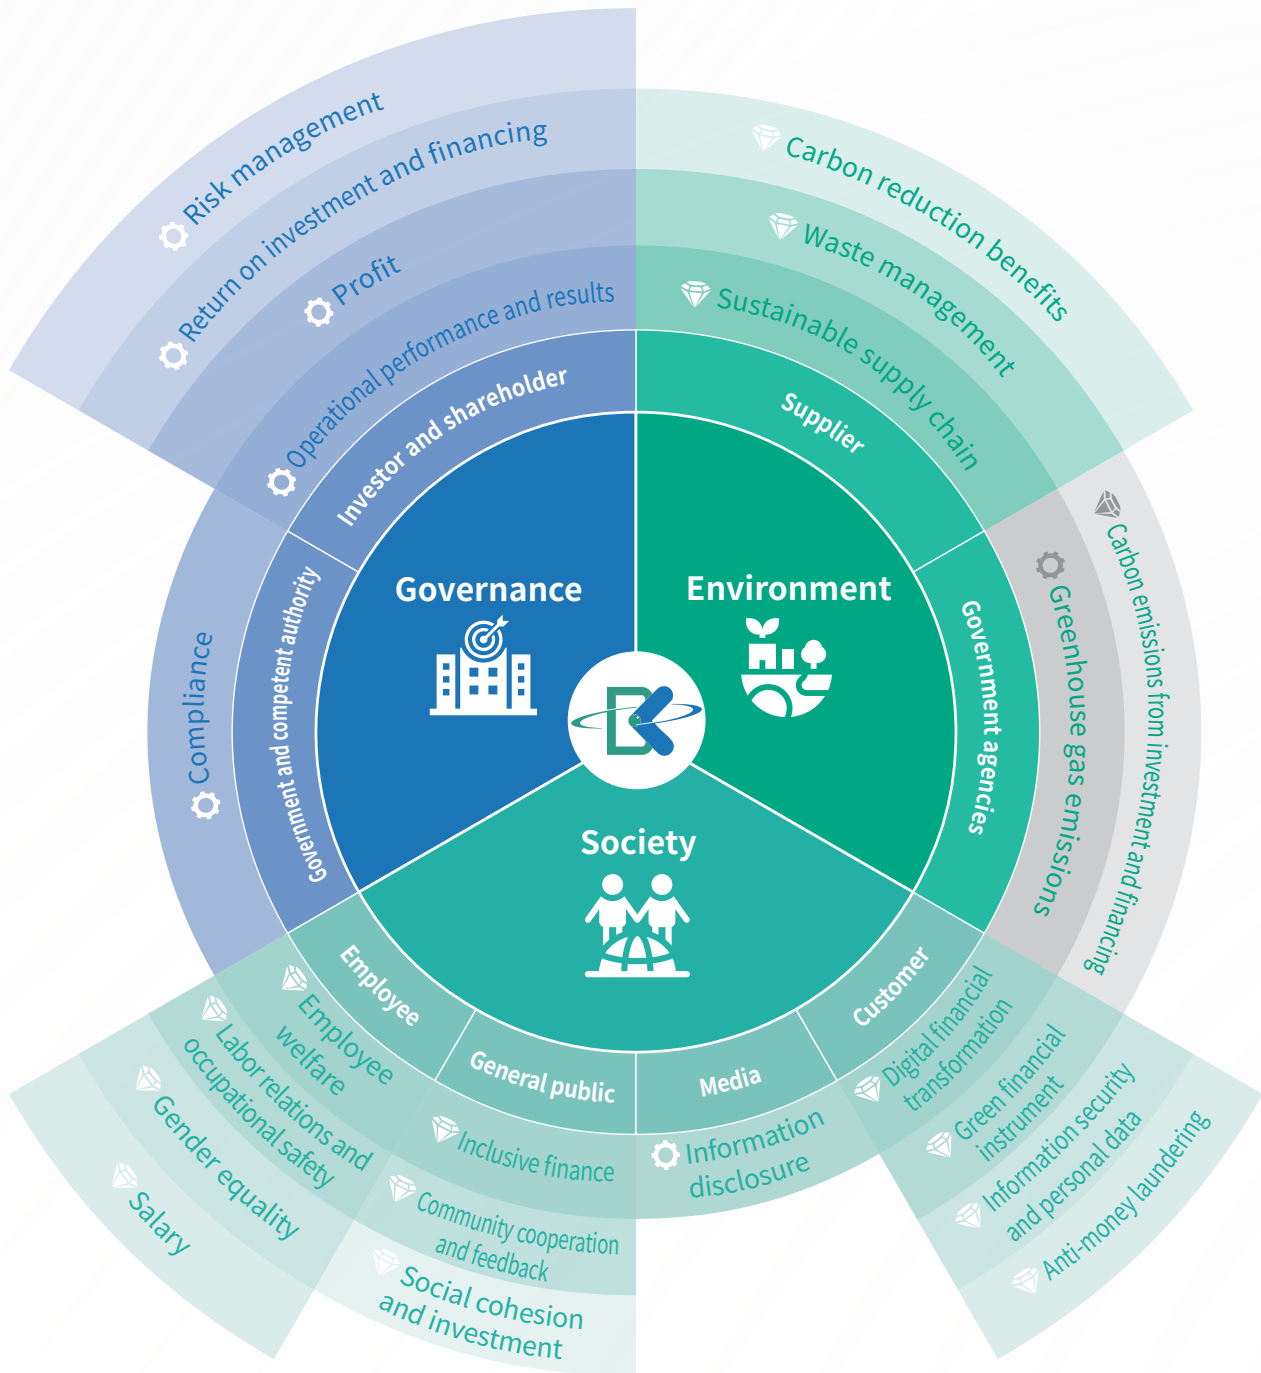 Risk management
Return on investment and financing
Profit
Operational performance and results
Investor and shareholder
Government and competent authority
Compliance
Governance
Carbon reduction benefits
Waste management
Sustainable supply chain
Supplier
Government agencies
Greenhouse gas emissions
Carbon emissions from investment and financing
Environment
Society
Employee
General public
Media
Customer
Employee
welfare
Labor relations and
occupational safety
Gender equality
Salary
Inclusive finance
Community cooperation
and feedback
Social cohesion
and investment
Information
disclosure
Digital financial
transformation
Green financial
instrument
Information security
and personal data
Anti-money laundering